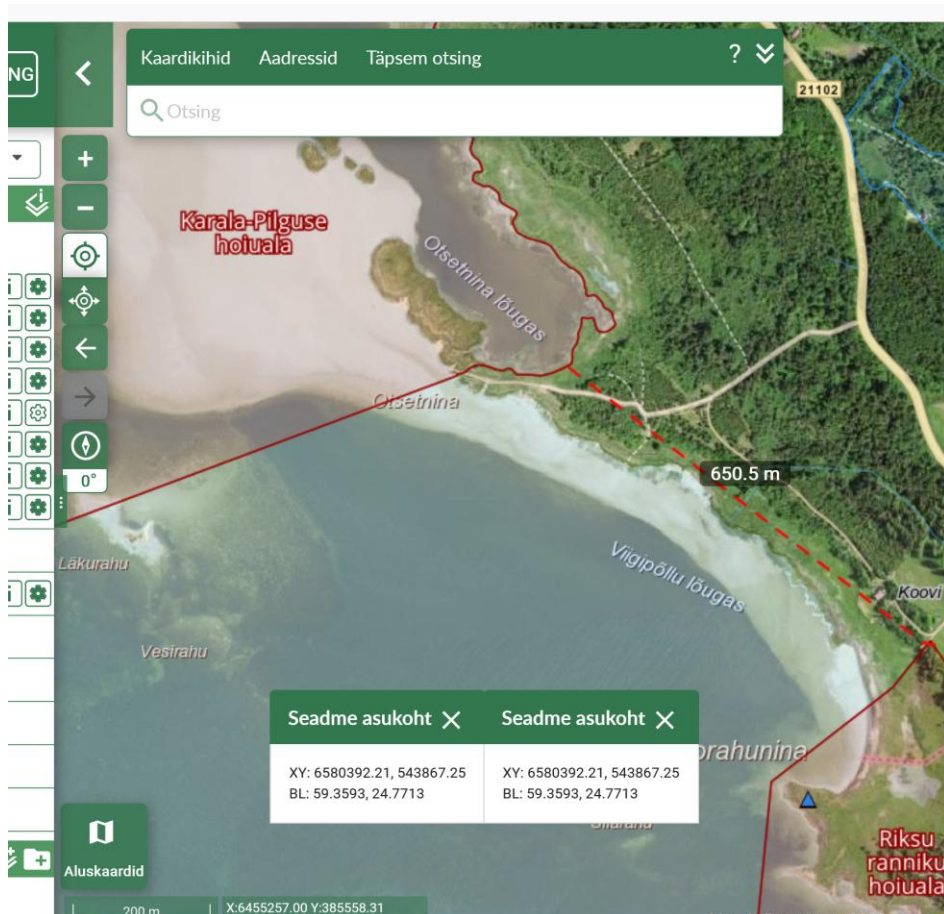 NG
Kaardikihid Aadressid Täpsem otsing ?
Otsing
21102
+
−
Karala-Pilguse
hoiuala
Otsetnina lõugas
Otsetnina
0°
650.5 m
Läkurahu
Viigipõllu lõugas
Koovi
Vesirahu
Seadme asukoht
XY: 6580392.21, 543867.25
BL: 59.3593, 24.7713
Seadme asukoht
XY: 6580392.21, 543867.25
BL: 59.3593, 24.7713
orahunina
Riksu
ranniku
hoiuala
Aluskaardid
200 m
X:6455257.00 Y:385558.31